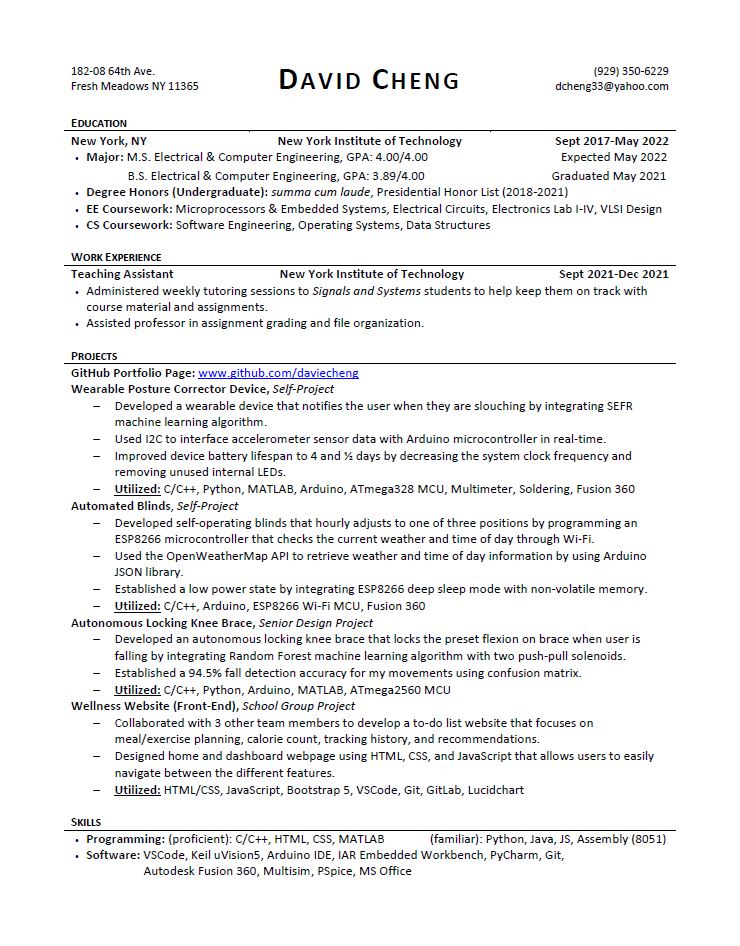 182-08 64th Ave.
Fresh Meadows NY 11365
DAVID CHENG
(929) 350-6229
dcheng33@yahoo.com
EDUCATION
New York, NY New York Institute of Technology Sept 2017-May 2022
• Major: M.S. Electrical & Computer Engineering, GPA: 4.00/4.00 Expected May 2022
B.S. Electrical & Computer Engineering, GPA: 3.89/4.00 Graduated May 2021
• Degree Honors (Undergraduate): summa cum laude, Presidential Honor List (2018-2021)
• EE Coursework: Microprocessors & Embedded Systems, Electrical Circuits, Electronics Lab I-IV, VLSI Design
• CS Coursework: Software Engineering, Operating Systems, Data Structures
WORK EXPERIENCE
Teaching Assistant New York Institute of Technology Sept 2021-Dec 2021
• Administered weekly tutoring sessions to Signals and Systems students to help keep them on track with
course material and assignments.
• Assisted professor in assignment grading and file organization.
PROJECTS
GitHub Portfolio Page: www.github.com/daviecheng
Wearable Posture Corrector Device, Self-Project
– Developed a wearable device that notifies the user when they are slouching by integrating SEFR
machine learning algorithm.
– Used I2C to interface accelerometer sensor data with Arduino microcontroller in real-time.
– Improved device battery lifespan to 4 and ½ days by decreasing the system clock frequency and
removing unused internal LEDs.
– Utilized: C/C++, Python, MATLAB, Arduino, ATmega328 MCU, Multimeter, Soldering, Fusion 360
Automated Blinds, Self-Project
– Developed self-operating blinds that hourly adjusts to one of three positions by programming an
ESP8266 microcontroller that checks the current weather and time of day through Wi-Fi.
– Used the OpenWeatherMap API to retrieve weather and time of day information by using Arduino
JSON library.
– Established a low power state by integrating ESP8266 deep sleep mode with non-volatile memory.
– Utilized: C/C++, Arduino, ESP8266 Wi-Fi MCU, Fusion 360
Autonomous Locking Knee Brace, Senior Design Project
– Developed an autonomous locking knee brace that locks the preset flexion on brace when user is
falling by integrating Random Forest machine learning algorithm with two push-pull solenoids.
– Established a 94.5% fall detection accuracy for my movements using confusion matrix.
– Utilized: C/C++, Python, Arduino, MATLAB, ATmega2560 MCU
Wellness Website (Front-End), School Group Project
– Collaborated with 3 other team members to develop a to-do list website that focuses on
meal/exercise planning, calorie count, tracking history, and recommendations.
– Designed home and dashboard webpage using HTML, CSS, and JavaScript that allows users to easily
navigate between the different features.
– Utilized: HTML/CSS, JavaScript, Bootstrap 5, VSCode, Git, GitLab, Lucidchart
SKILLS
• Programming: (proficient): C/C++, HTML, CSS, MATLAB (familiar): Python, Java, JS, Assembly (8051)
• Software: VSCode, Keil uVision5, Arduino IDE, IAR Embedded Workbench, PyCharm, Git,
Autodesk Fusion 360, Multisim, PSpice, MS Office